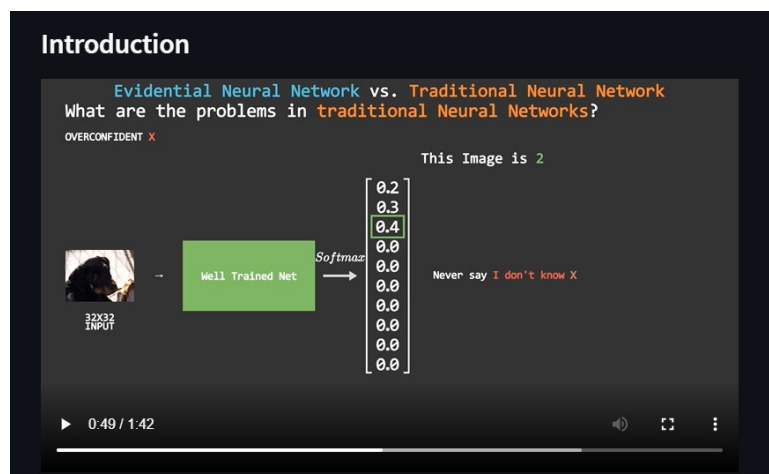 Introduction
Evidential Neural Network vs. Traditional Neural Network
What are the problems in traditional Neural Networks?
OVERCONFIDENT X
This Image is 2
0.2
0.3
0.4
0.0
0.0
0.0
0.0
0.0
0.0
0.0
Softmax
Well Trained Net
Never say I don't know X
32X32
INPUT
0:49 / 1:42